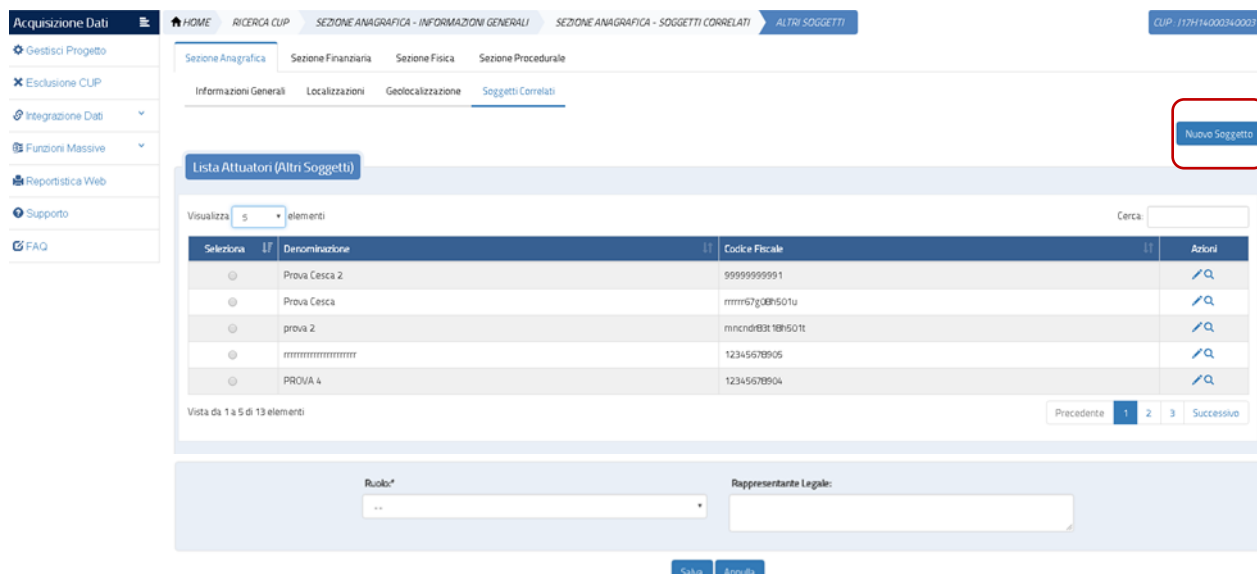 Acquisizione Dati
HOME RICERCA CUP SEZIONE ANAGRAFICA - INFORMAZIONI GENERALI SEZIONE ANAGRAFICA - SOGGETTI CORRELATI ALTRI SOGGETTI CUP : J17H14000340003
Gestisci Progetto
Esclusione CUP
Integrazione Dati
Funzioni Massive
Reportistica Web
Supporto
FAQ
Sezione Anagrafica Sezione Finanziaria Sezione Fisica Sezione Procedurale
Informazioni Generali Localizzazioni Geolocalizzazione Soggetti Correlati
Nuovo Soggetto
Lista Attuatori (Altri Soggetti)
Visualizza 5 elementi Cerca:
Seleziona Denominazione Codice Fiscale Azioni
Prova Cesca 2 99999999991
Prova Cesca rrrrrr67g08h501u
prova 2 mncndr83t18h501t
12345678905
PROVA 4 12345678904
Vista da 1 a 5 di 13 elementi Precedente 1 2 3 Successivo
Ruolo:* Rappresentante Legale:
--
Salva Annulla